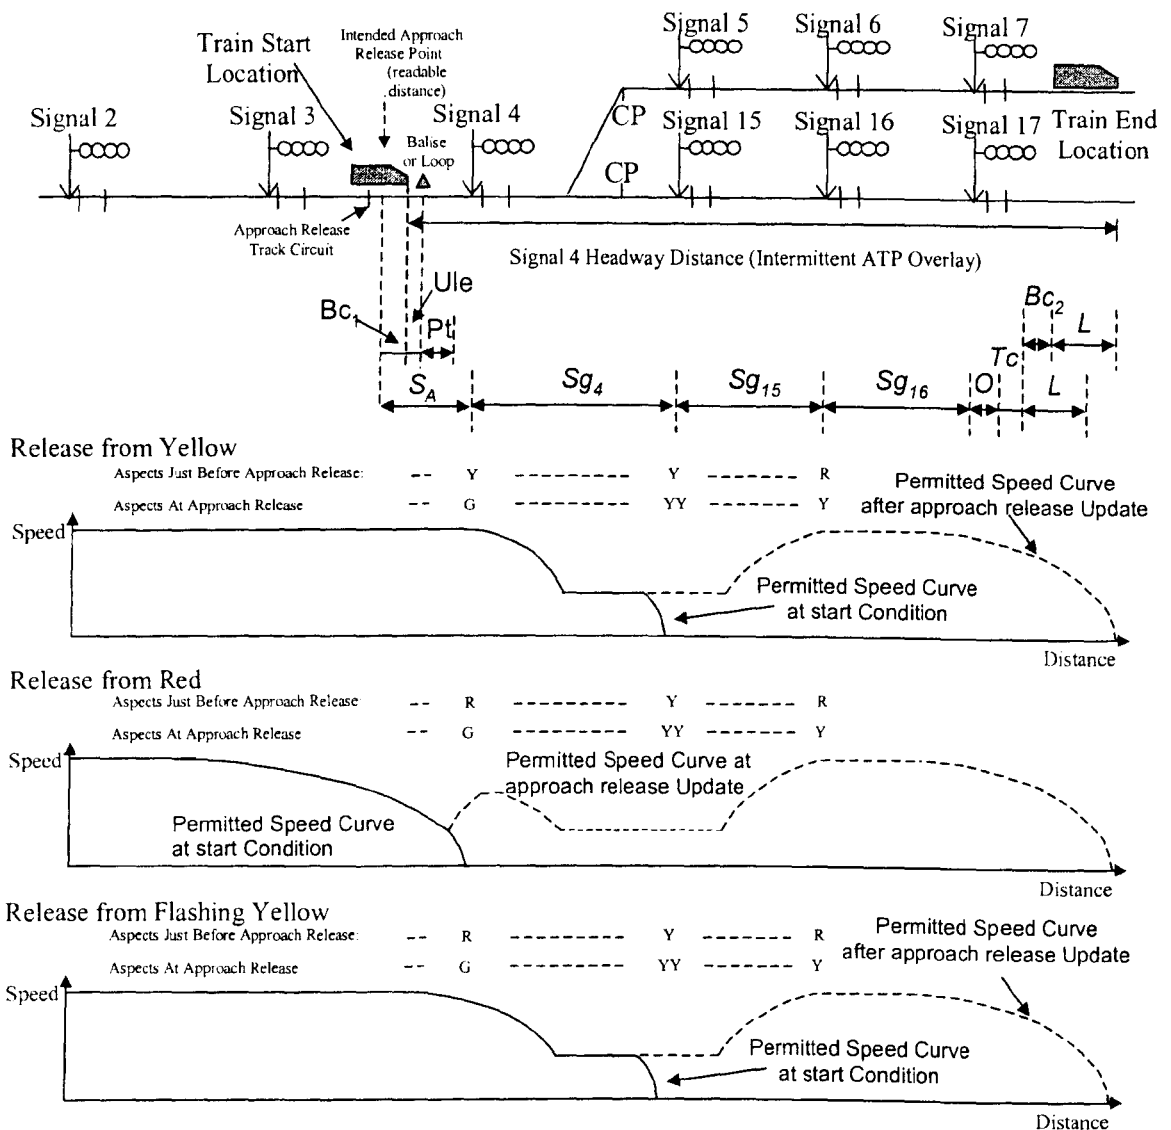 Signal 5
Signal 6
Signal 7
Train Start
Location
Intended Approach
Release Point
(readable
distance)
Signal 2
Signal 3
Signal 4
CP
Signal 15
Signal 16
Signal 17
Train End
Location
Balise
or Loop
CP
Approach Release
Track Circuit
Signal 4 Headway Distance (Intermittent ATP Overlay)
Bc1
Ule
Pt
Bc2
L
Tc
SA
Sg4
Sg15
Sg16
O
L
Release from Yellow
Aspects Just Before Approach Release: -- Y ---------- Y ------- R
Aspects At Approach Release -- G ---------- YY ------- Y
Permitted Speed Curve
after approach release Update
Speed
Permitted Speed Curve
at start Condition
Distance
Release from Red
Aspects Just Before Approach Release: -- R ---------- Y ------- R
Aspects At Approach Release -- G ---------- YY ------- Y
Speed
Permitted Speed Curve at
approach release Update
Permitted Speed Curve
at start Condition
Distance
Release from Flashing Yellow
Aspects Just Before Approach Release: -- R ---------- Y ------- R
Aspects At Approach Release -- G ---------- YY ------- Y
Permitted Speed Curve
after approach release Update
Speed
Permitted Speed Curve
at start Condition
Distance